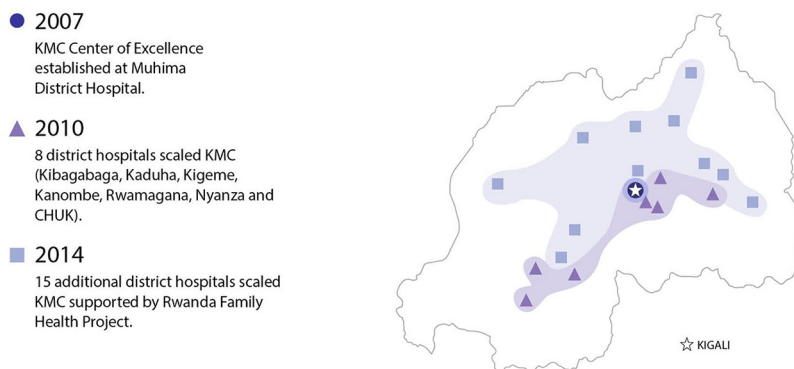 2007
KMC Center of Excellence
established at Muhima
District Hospital.
2010
8 district hospitals scaled KMC
(Kibagabaga, Kaduha, Kigeme,
Kanombe, Rwamagana, Nyanza and
CHUK).
2014
15 additional district hospitals scaled
KMC supported by Rwanda Family
Health Project.
KIGALI